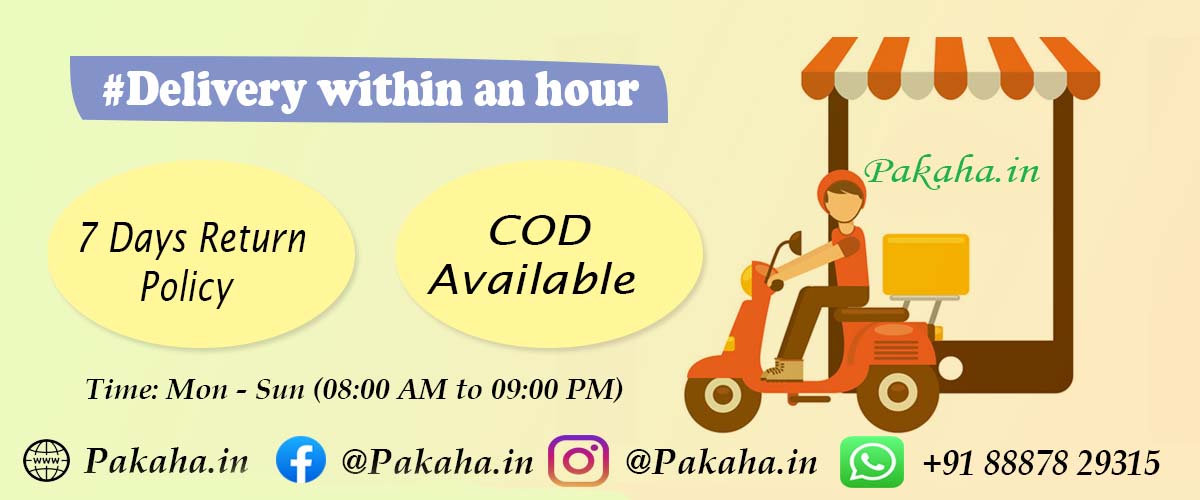 #Delivery within an hour
Pakaha.in
7 Days Return
Policy
COD
Available
Time: Mon - Sun (08:00 AM to 09:00 PM)
www Pakaha.in @Pakaha.in @Pakaha.in +91 88878 29315